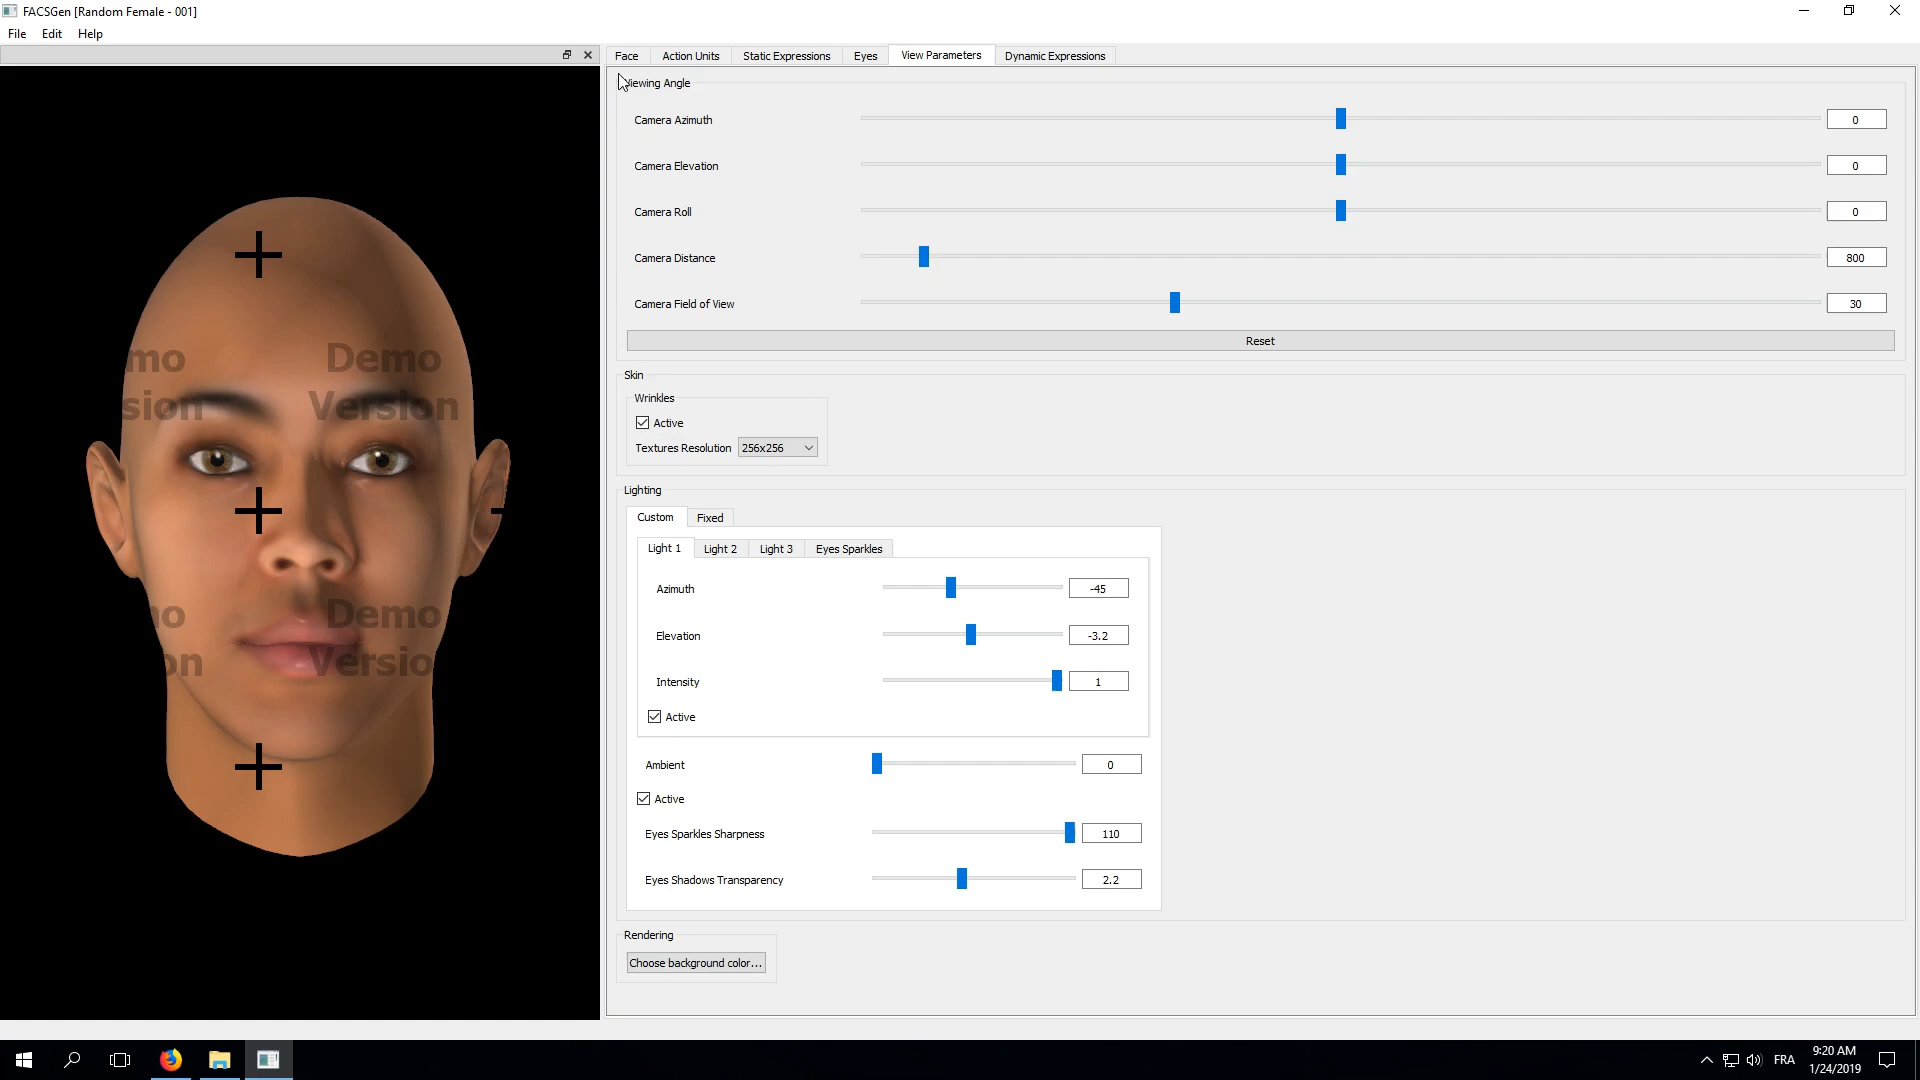 FACSGen [Random Female - 001]
File Edit Help
Face Action Units Static Expressions Eyes View Parameters Dynamic Expressions
Viewing Angle
Camera Azimuth 0
Camera Elevation 0
Camera Roll 0
Camera Distance 800
Camera Field of View 30
Reset
Skin
Wrinkles
Active
Textures Resolution 256x256
Lighting
Custom Fixed
Light 1 Light 2 Light 3 Eyes Sparkles
Azimuth -45
Elevation -3.2
Intensity 1
Active
Ambient 0
Active
Eyes Sparkles Sharpness 110
Eyes Shadows Transparency 2.2
Rendering
Choose background color...
mo Demo
sion Version
no Demo
on Version
FRA
9:20 AM
1/24/2019